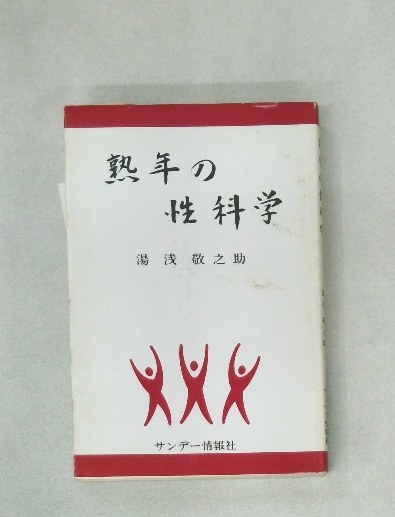 熟年の
性科学
湯浅 敬之助
サンデー情報社